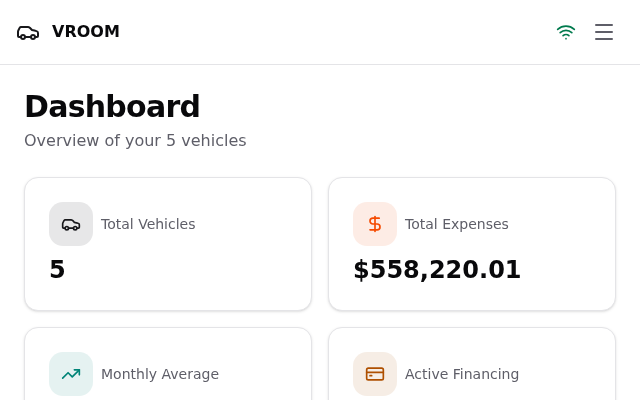 VROOM
Dashboard
Overview of your 5 vehicles
Total Vehicles
5
Total Expenses
$558,220.01
Monthly Average
Active Financing